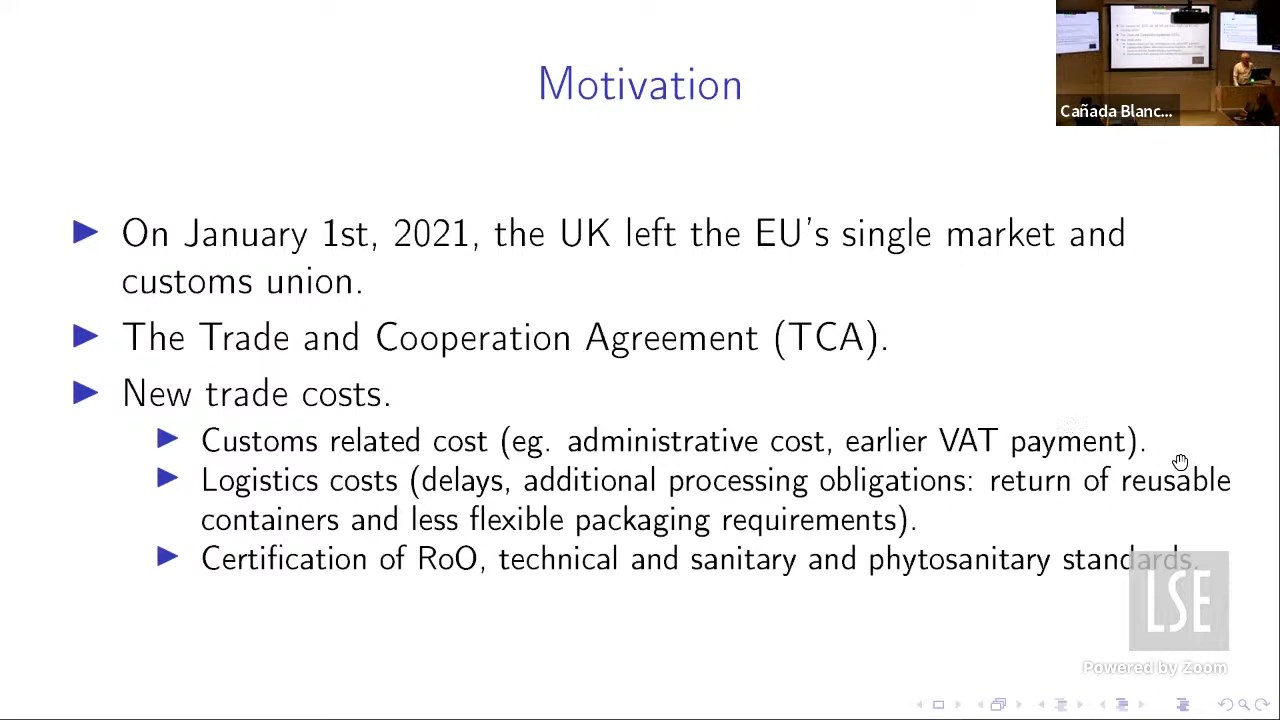 Motivation
Cañada Blanc...
On January 1st, 2021, the UK left the EU's single market and
customs union.
The Trade and Cooperation Agreement (TCA).
New trade costs.
Customs related cost (eg. administrative cost, earlier VAT payment).
Logistics costs (delays, additional processing obligations: return of reusable
containers and less flexible packaging requirements).
Certification of RoO, technical and sanitary and phytosanitary standards.
LSE
Powered by Zoom